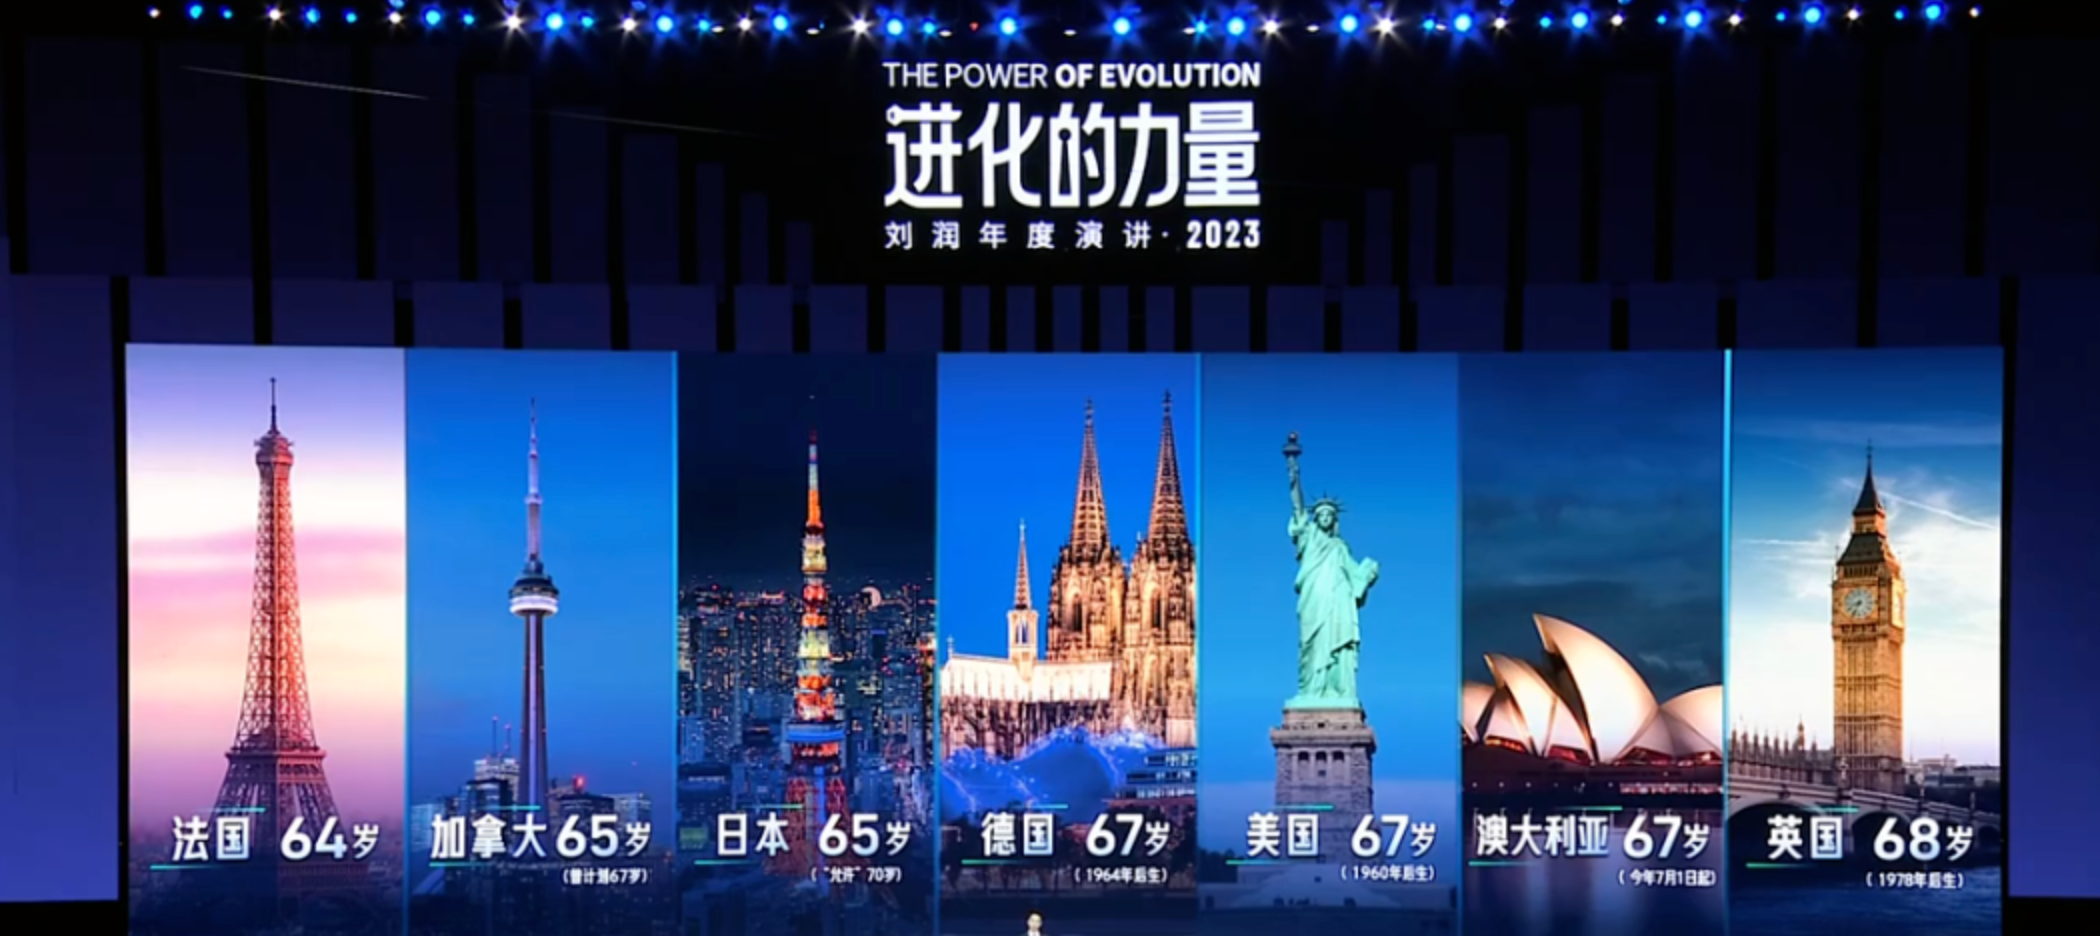 THE POWER OF EVOLUTION
进化的力量
刘润年度演讲·2023
法国 64岁
加拿大 65岁
(曾计划67岁)
日本 65岁
(“允许”70岁)
德国 67岁
(1964年后生)
美国 67岁
(1960年后生)
澳大利亚 67岁
(今年7月1日起)
英国 68岁
(1978年后生)